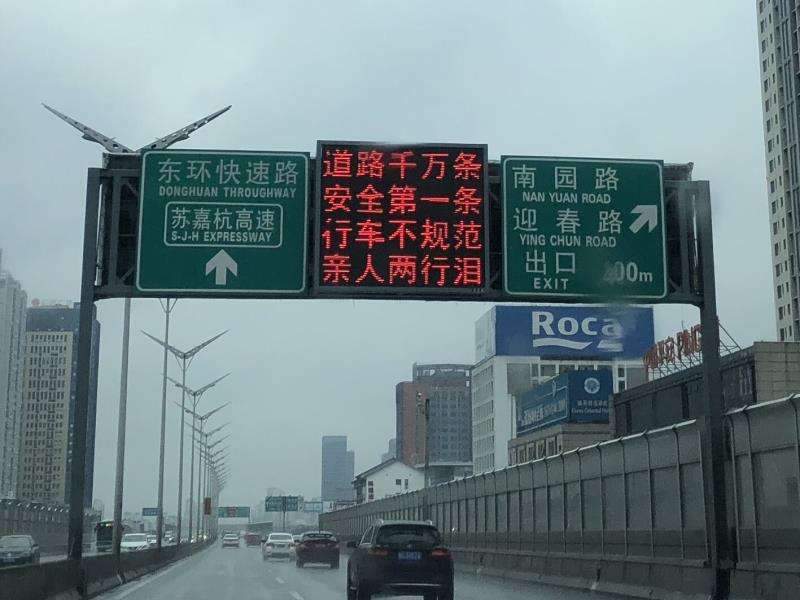 东环快速路
DONGHUAN THROUGHWAY
苏嘉杭高速
S-J-H EXPRESSWAY
道路千万条
安全第一条
行车不规范
亲人两行泪
南园路
NAN YUAN ROAD
迎春路
YING CHUN ROAD
出口
EXIT
00m
Roca